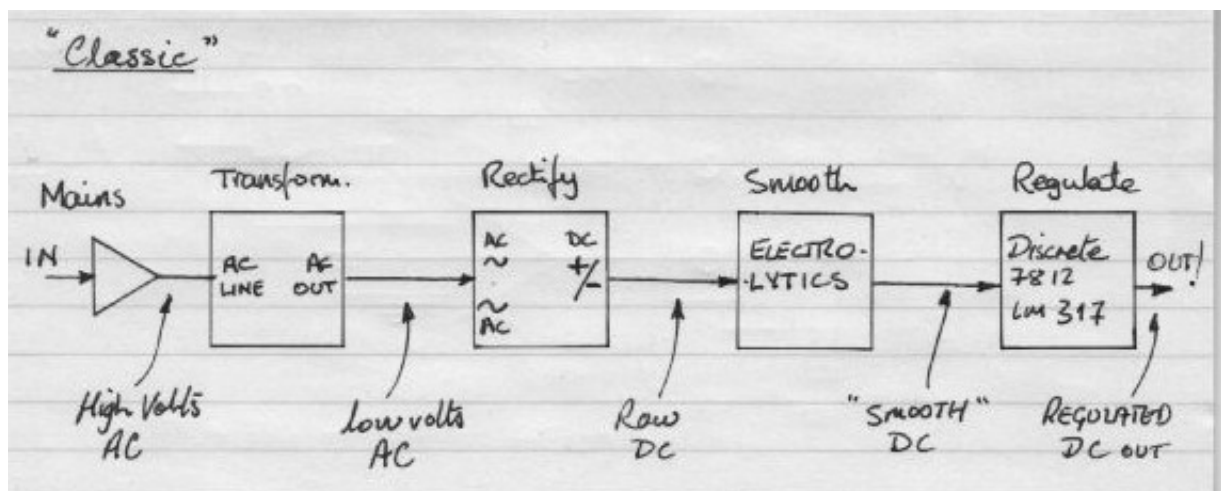 "Classic"
Mains
Transform.
Rectify
Smooth
Regulate
IN
AC
LINE
AC
OUT
AC
~
~
AC
DC
+/-
ELECTRO-
-LYTICS
Discrete
7812
LM 317
OUT!
High Volts
AC
low volts
AC
Raw
DC
"SMOOTH"
DC
REGULATED
DC OUT